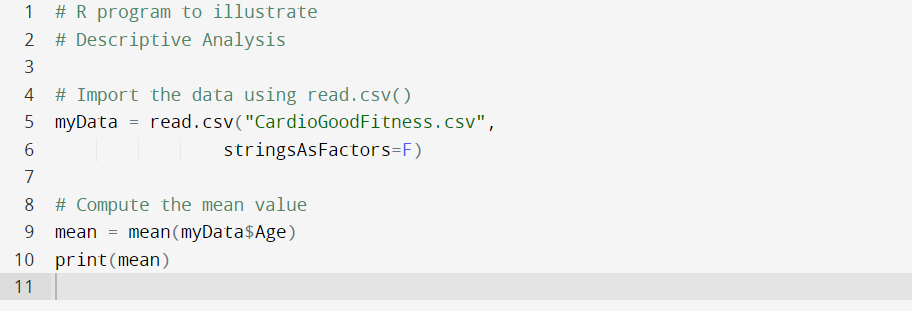 1 # R program to illustrate
2 # Descriptive Analysis
3
4 # Import the data using read.csv()
5 myData = read.csv("CardioGoodFitness.csv",
6 stringsAsFactors=F)
7
8 # Compute the mean value
9 mean = mean(myData$Age)
10 print(mean)
11